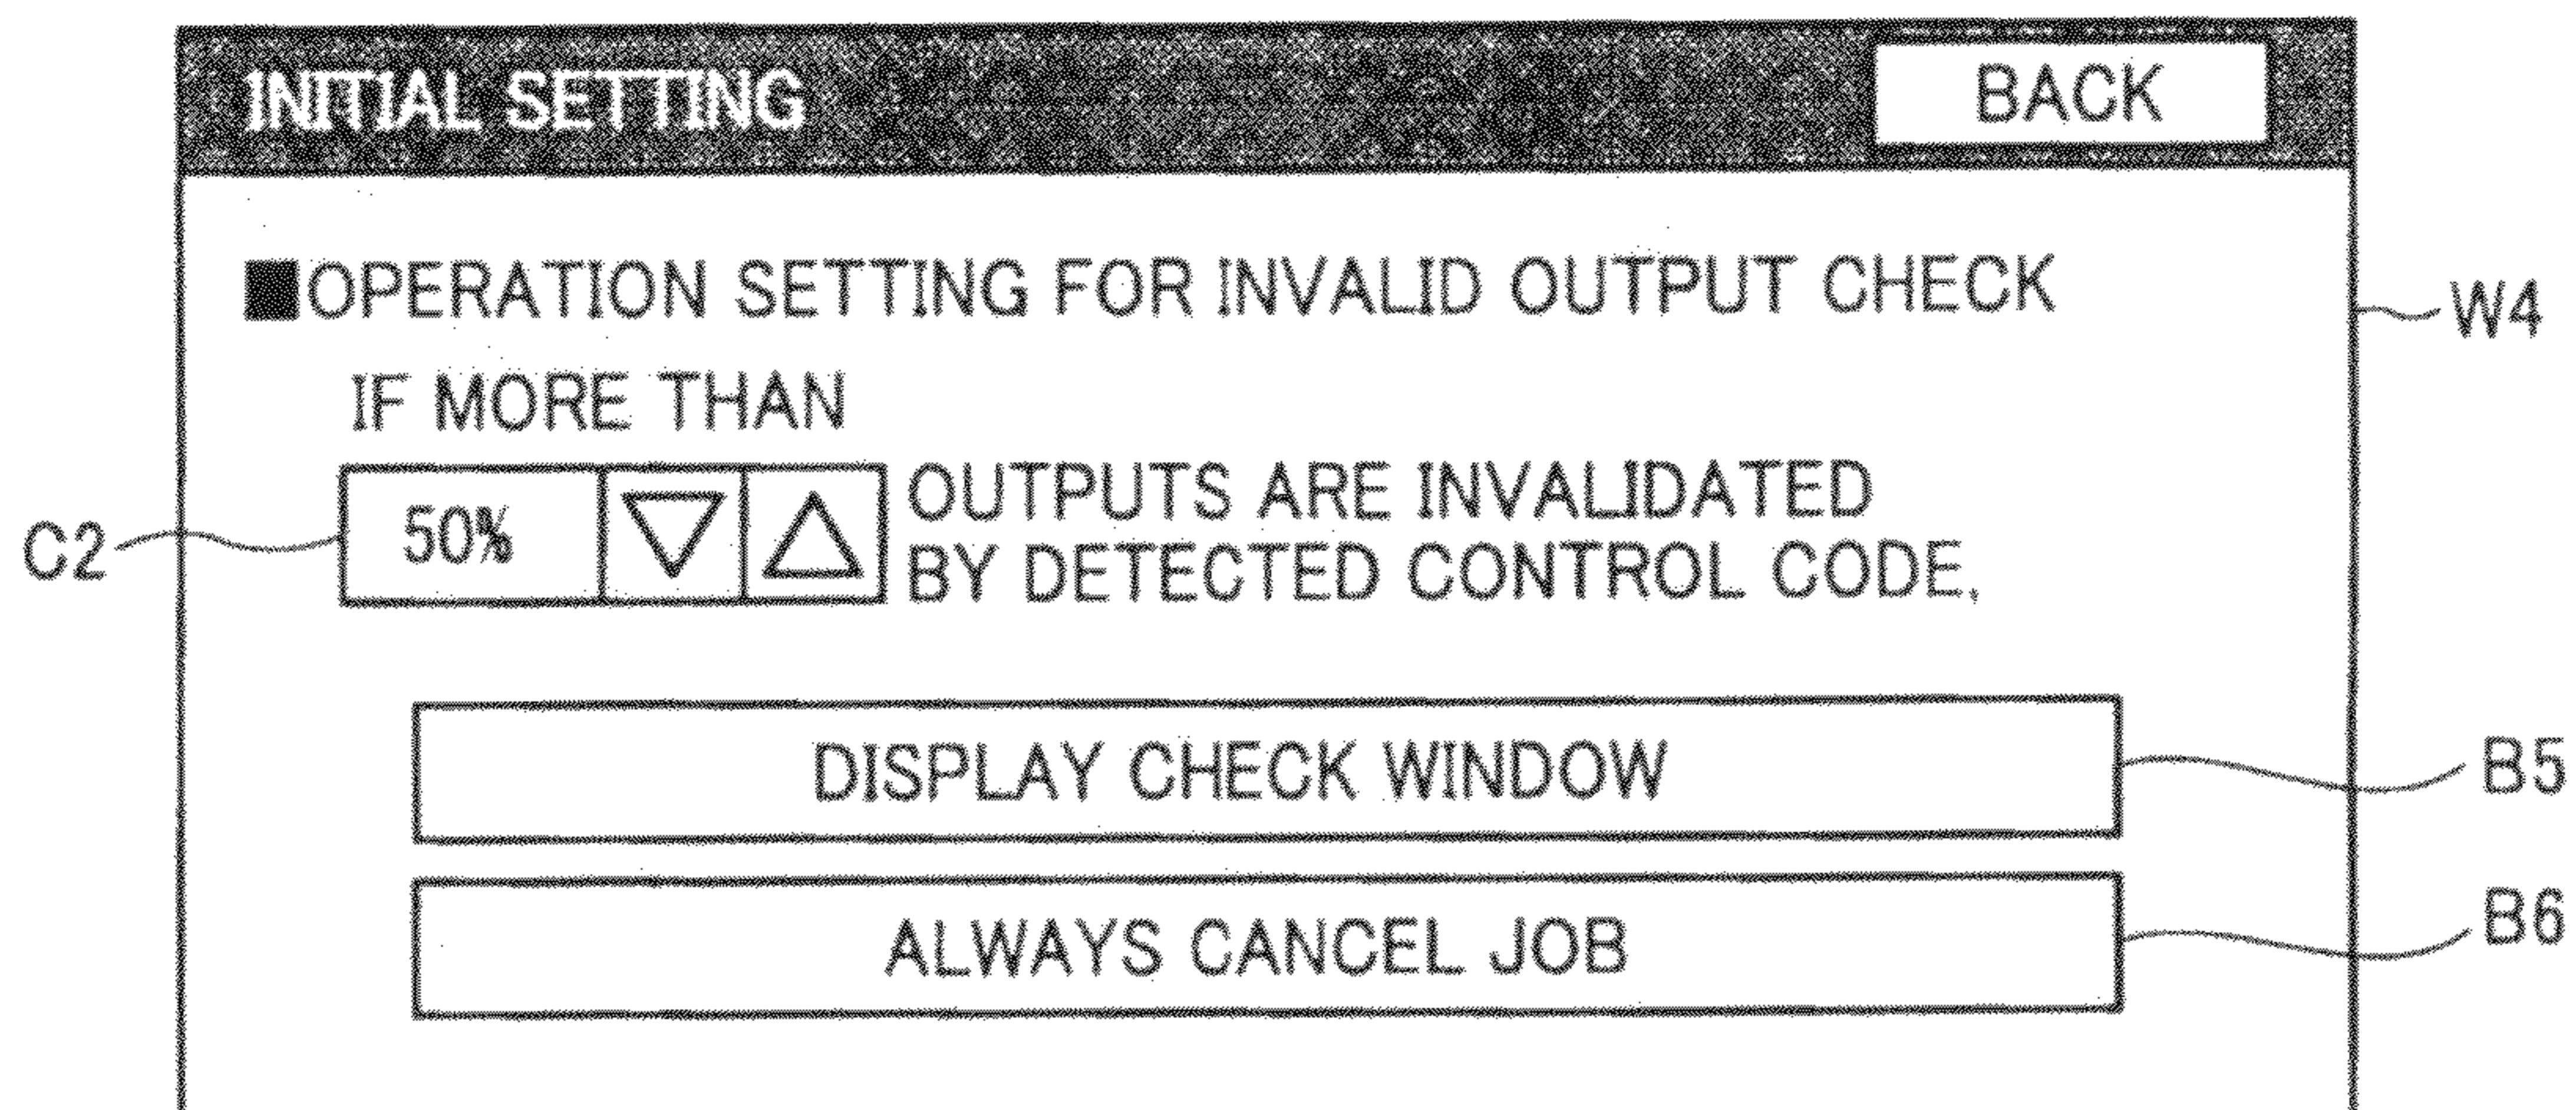 INITIAL SETTING BACK
■OPERATION SETTING FOR INVALID OUTPUT CHECK
W4
IF MORE THAN
C2 50% ▽ △ OUTPUTS ARE INVALIDATED
BY DETECTED CONTROL CODE,
DISPLAY CHECK WINDOW B5
ALWAYS CANCEL JOB B6